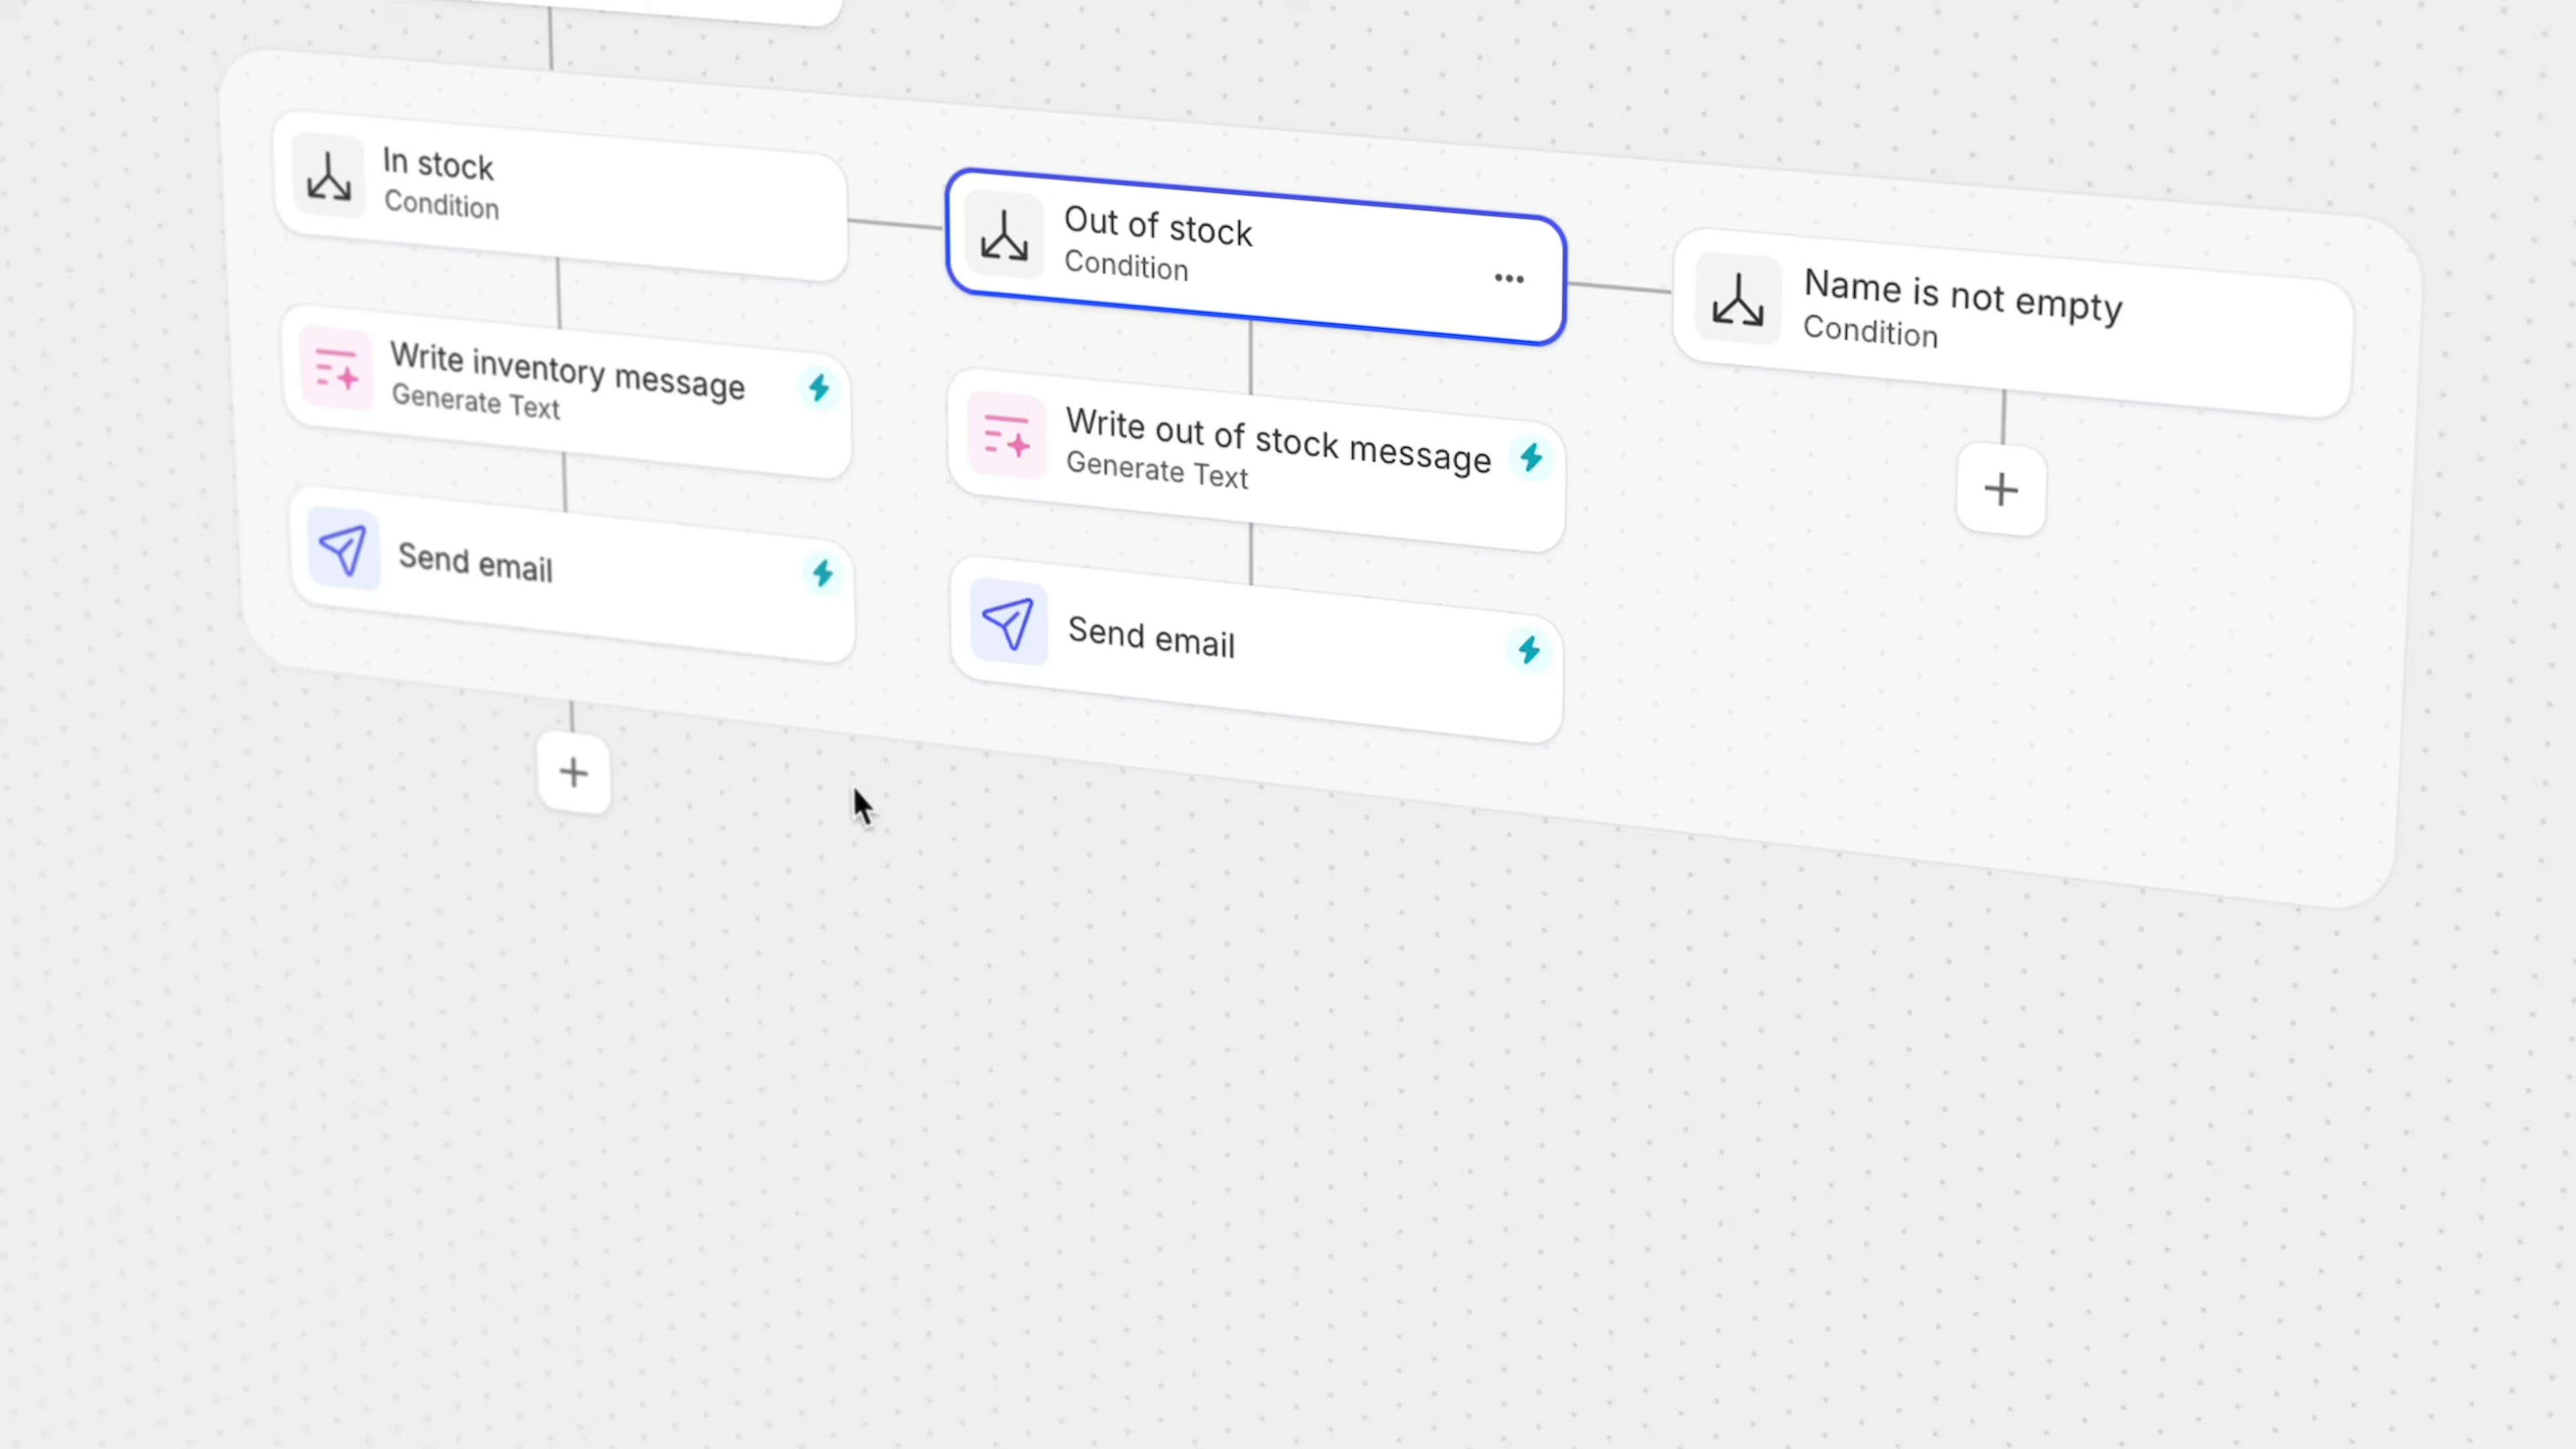 In stock
Condition
Out of stock
Condition
Name is not empty
Condition
Write inventory message
Generate Text
Write out of stock message
Generate Text
Send email
Send email